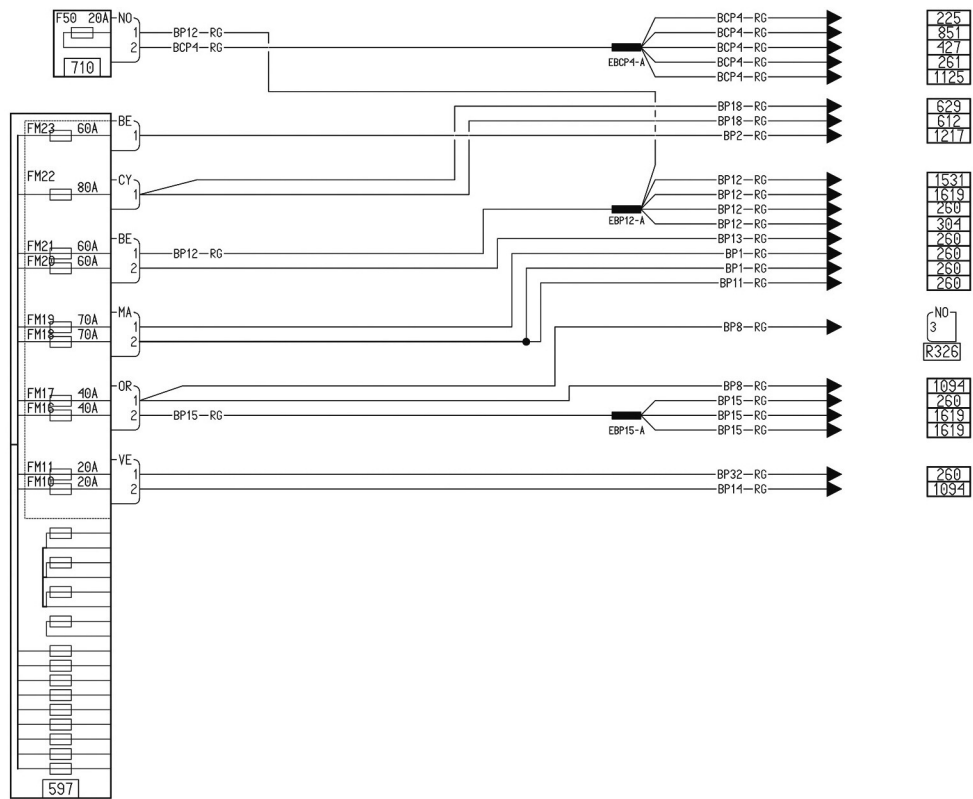 F50 20A NO
1 BP12-RG
2 BCP4-RG
710
EBCP4-A
BCP4-RG 225
BCP4-RG 851
BCP4-RG 427
BCP4-RG 261
BCP4-RG 1125
BP18-RG 629
BP18-RG 612
FM23 60A BE 1 BP2-RG 1217
FM22 80A CY 1
BP12-RG 1531
BP12-RG 1619
EBP12-A BP12-RG 260
BP12-RG 304
BE
FM21 60A 1 BP12-RG
FM20 60A 2
BP13-RG 260
BP1-RG 260
BP1-RG 260
BP11-RG 260
MA
FM19 70A 1
FM18 70A 2
BP8-RG NO 3
R326
OR
FM17 40A 1
FM16 40A 2 BP15-RG
EBP15-A
BP8-RG 1094
BP15-RG 260
BP15-RG 1619
BP15-RG 1619
VE
FM11 20A 1 BP32-RG 260
FM10 20A 2 BP14-RG 1094
597